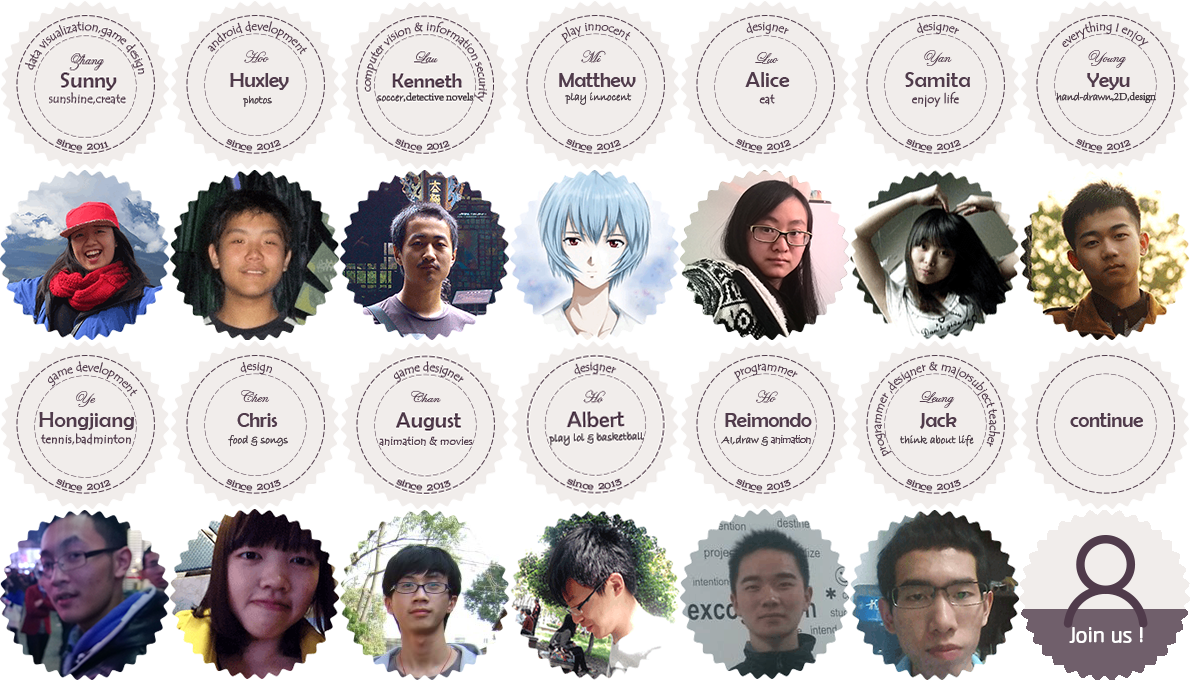 data visualization,game design
Zhang
Sunny
sunshine,create
since 2011
android development
Hoo
Huxley
photos
since 2012
computer vision & information security
Lau
Kenneth
soccer,detective novels
since 2012
play innocent
Mi
Matthew
play innocent
since 2012
designer
Luo
Alice
eat
since 2012
designer
Yan
Samita
enjoy life
since 2012
everything I enjoy
Young
Yeyu
hand-drawn,2D,design
since 2012
game development
Ye
Hongjiang
tennis,badminton
since 2012
design
Chen
Chris
food & songs
since 2013
game designer
Chan
August
animation & movies
since 2013
designer
Ho
Albert
play lol & basketball
since 2013
programmer
Ho
Reimondo
AI,draw & animation
since 2013
programmer designer & majorsubject teacher
Leung
Jack
think about life
since 2013
continue
intention
Join us !